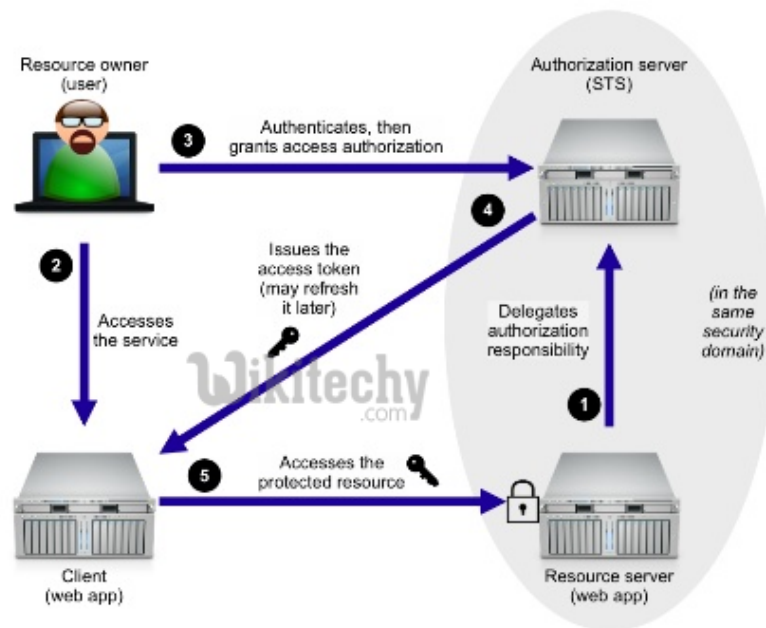 Resource owner
(user)
Authorization server
(STS)
3
Authenticates, then
grants access authorization
4
2
Issues the
access token
(may refresh
it later)
Accesses
the service
Delegates
authorization
responsibility
(in the
same
security
domain)
1
Wikitechy
.com
5
Accesses the
protected resource
Client
(web app)
Resource server
(web app)